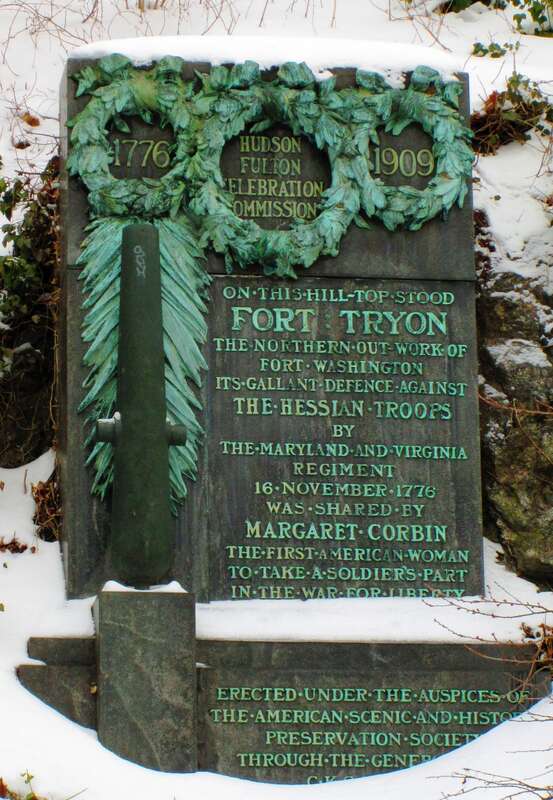 1776
HUDSON
FULTON
CELEBRATION
COMMISSION
1909
ON·THIS·HILL-TOP·STOOD
FORT TRYON
THE·NORTHERN·OUT·WORK·OF
FORT·WASHINGTON
ITS·GALLANT·DEFENCE·AGAINST
THE·HESSIAN·TROOPS
BY
THE·MARYLAND·AND·VIRGINIA
REGIMENT
16·NOVEMBER·1776
WAS·SHARED·BY
MARGARET·CORBIN
THE·FIRST·AMERICAN·WOMAN
TO·TAKE·A·SOLDIER'S·PART
IN·THE·WAR·FOR·LIBERTY
ERECTED·UNDER·THE·AUSPICES·OF
THE·AMERICAN·SCENIC·AND
PRESERVATION·SOCIETY
THROUGH·THE